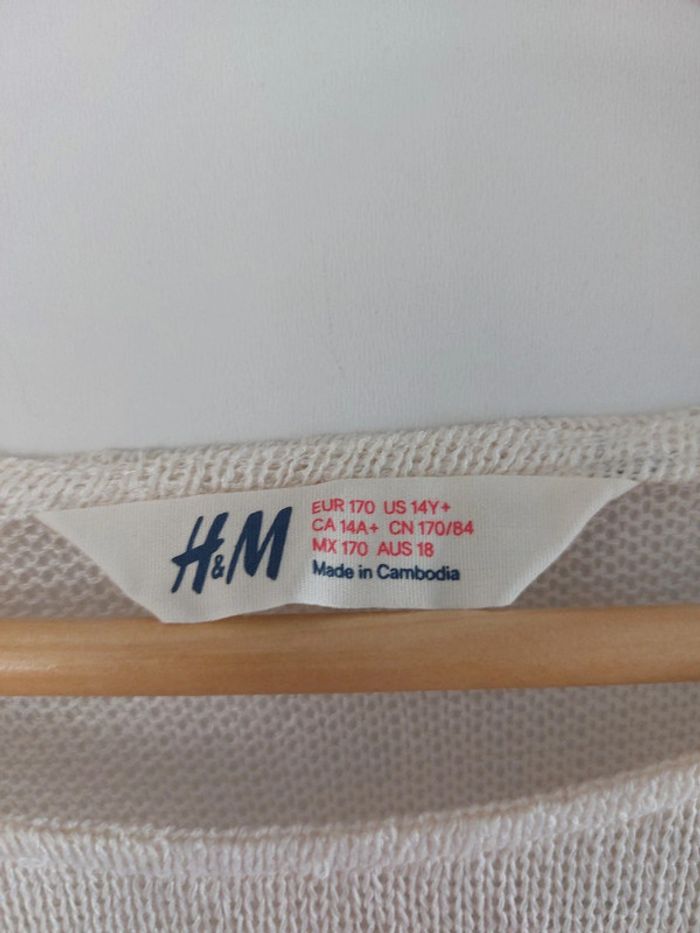 H&M
EUR 170 US 14Y+
CA 14A+ CN 170/84
MX 170 AUS 18
Made in Cambodia